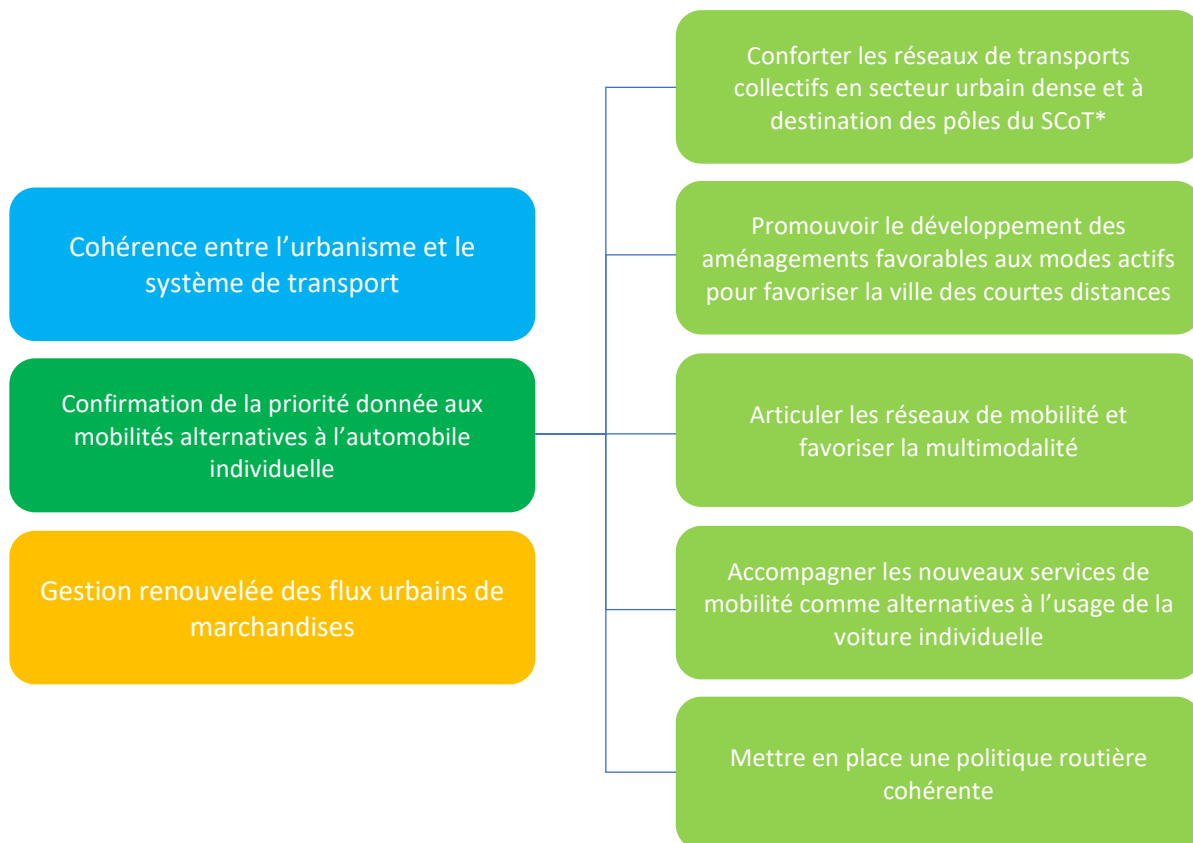 Cohérence entre l’urbanisme et le
système de transport
Confirmation de la priorité donnée aux
mobilités alternatives à l’automobile
individuelle
Gestion renouvelée des flux urbains de
marchandises
Conforter les réseaux de transports
collectifs en secteur urbain dense et à
destination des pôles du SCoT*
Promouvoir le développement des
aménagements favorables aux modes actifs
pour favoriser la ville des courtes distances
Articuler les réseaux de mobilité et
favoriser la multimodalité
Accompagner les nouveaux services de
mobilité comme alternatives à l’usage de la
voiture individuelle
Mettre en place une politique routière
cohérente